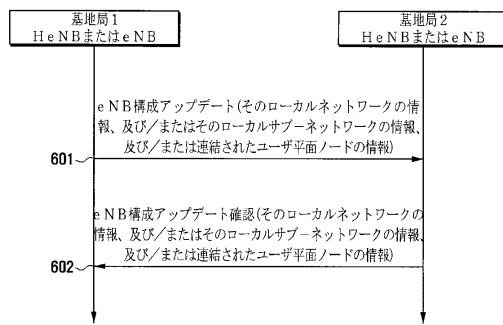 基地局1
HeNBまたはeNB
基地局2
HeNBまたはeNB
eNB構成アップデート(そのローカルネットワークの情
報、及び/またはそのローカルサブ-ネットワークの情報、
及び/または連結されたユーザ平面ノードの情報)
601
eNB構成アップデート確認(そのローカルネットワークの
情報、及び/またはそのローカルサブ-ネットワークの情報、
及び/または連結されたユーザ平面ノードの情報)
602